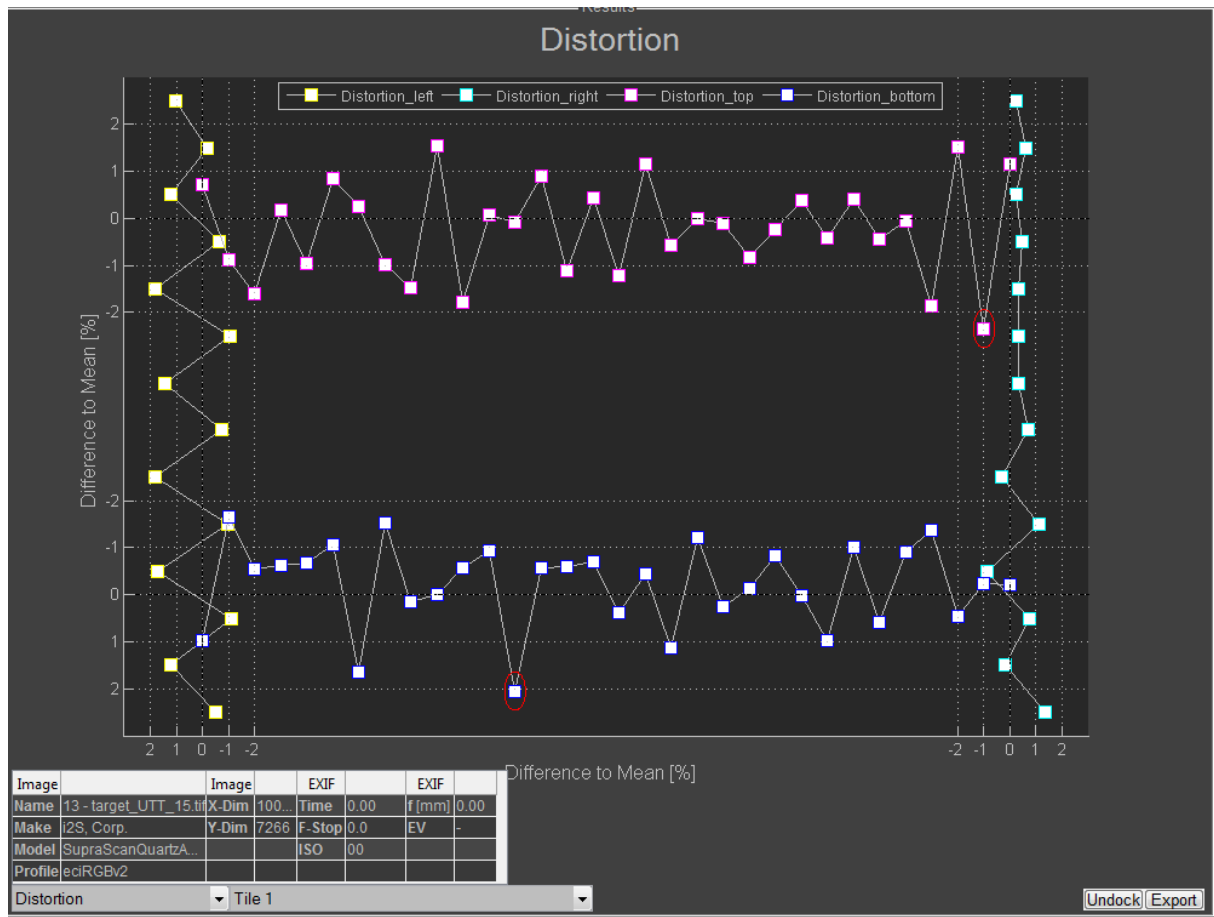 Results
Distortion
Distortion_left Distortion_right Distortion_top Distortion_bottom
2
1
0
-1
-2
Difference to Mean [%]
-2
-1
0
1
2
2 1 0 -1 -2 -2 -1 0 1 2
Difference to Mean [%]
Image Image EXIF EXIF
Name 13 - target_UTT_15.tif X-Dim 100... Time 0.00 f [mm] 0.00
Make i2S, Corp. Y-Dim 7266 F-Stop 0.0 EV -
Model SupraScanQuartzA... ISO 00
Profile eciRGBv2
Distortion Tile 1
Undock Export